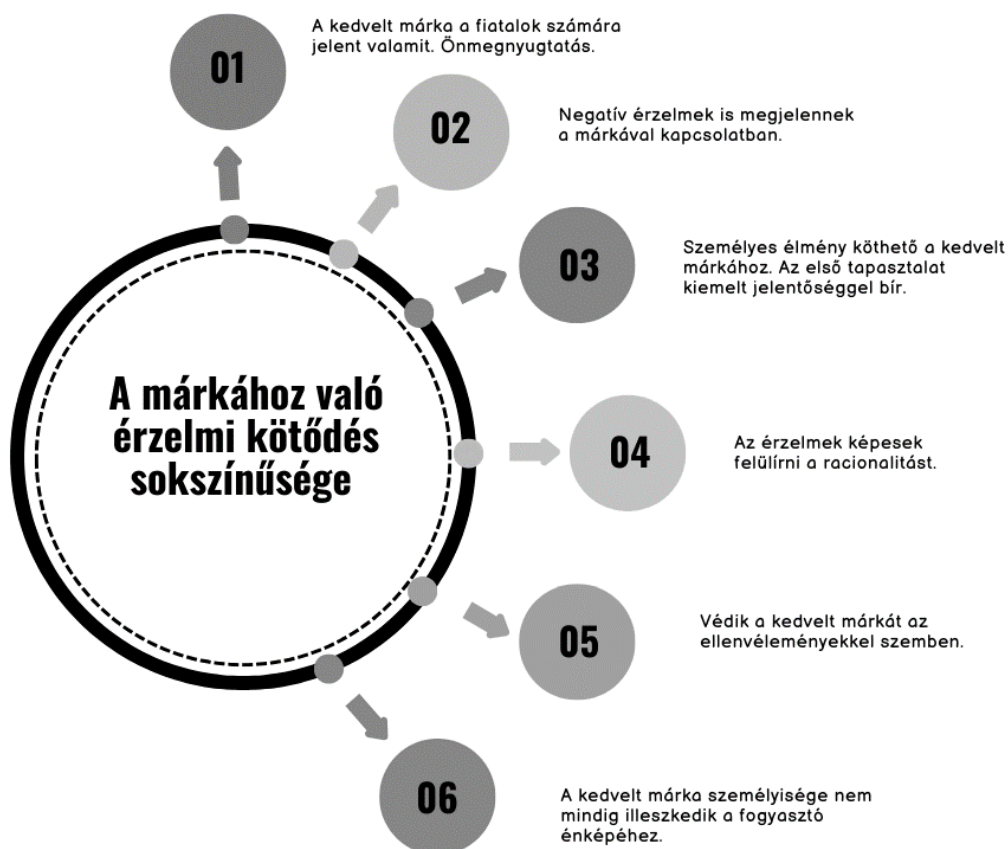 01
A kedvelt márka a fiatalok számára
jelent valamit. Önmegnyugtatás.
02
Negatív érzelmek is megjelennek
a márkával kapcsolatban.
03
Személyes élmény köthető a kedvelt
márkához. Az első tapasztalat
kiemelt jelentőséggel bír.
A márkához való
érzelmi kötődés
sokszínűsége
04
Az érzelmek képesek
felülírni a racionalitást.
05
Védik a kedvelt márkát az
ellenvéleményekkel szemben.
06
A kedvelt márka személyisége nem
mindig illeszkedik a fogyasztó
énképéhez.